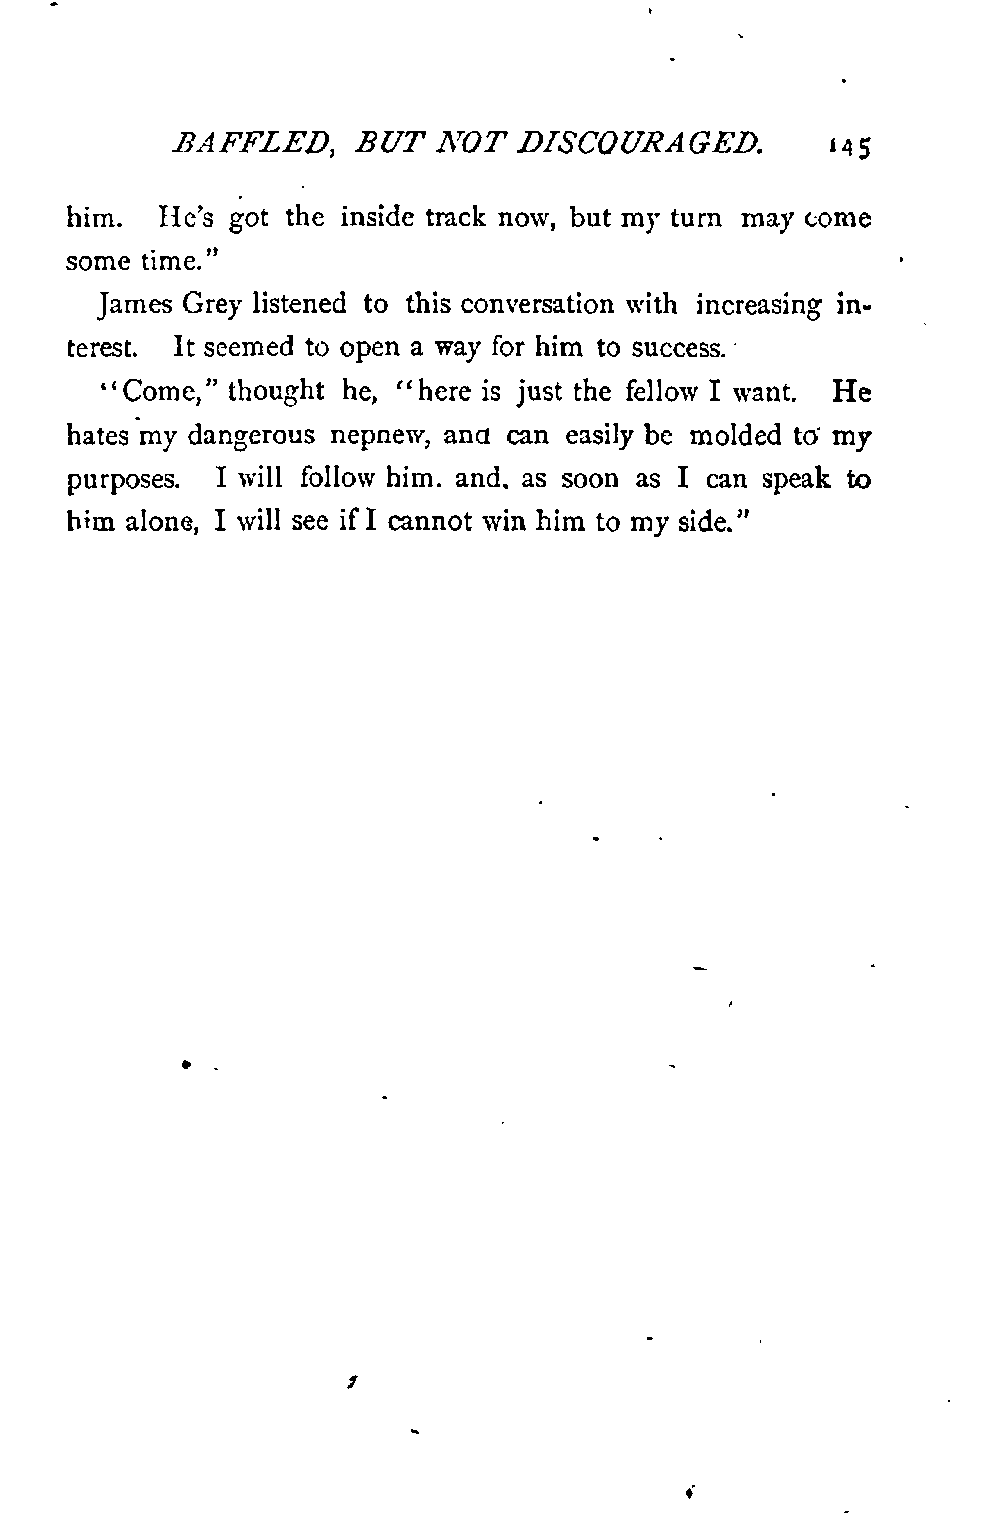 BAFFLED, BUT NOT DISCOURAGED. 145
him. He's got the inside track now, but my turn may come
some time."
James Grey listened to this conversation with increasing in-
terest. It seemed to open a way for him to success.
"Come," thought he, "here is just the fellow I want. He
hates my dangerous nephew, and can easily be molded to my
purposes. I will follow him. and, as soon as I can speak to
him alone, I will see if I cannot win him to my side."